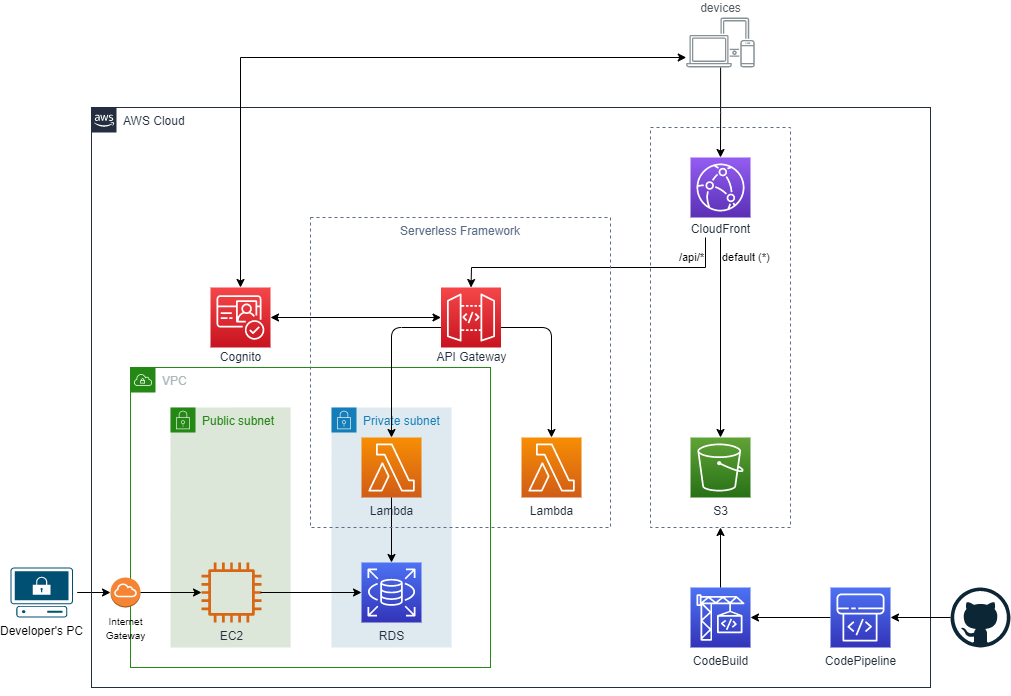 devices
aws
AWS Cloud
CloudFront
Serverless Framework
/api/*
default (*)
Cognito
API Gateway
VPC
Public subnet
Private subnet
Lambda
Lambda
S3
Developer's PC
Internet
Gateway
EC2
RDS
CodeBuild
CodePipeline